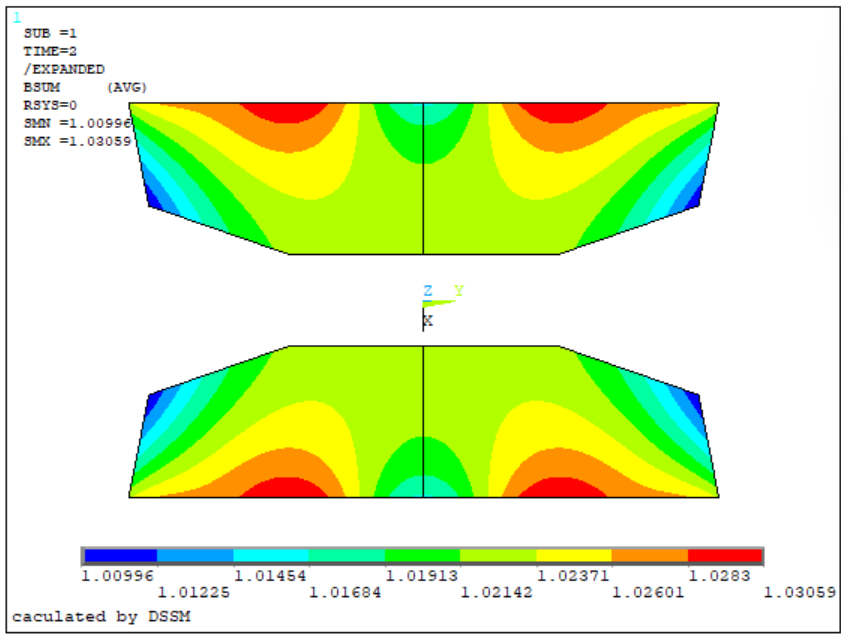 1
SUB =1
TIME=2
/EXPANDED
BSUM (AVG)
RSYS=0
SMN =1.00996
SMX =1.03059
Z Y
X
1.00996 1.01454 1.01913 1.02371 1.0283
1.01225 1.01684 1.02142 1.02601 1.03059
caculated by DSSM